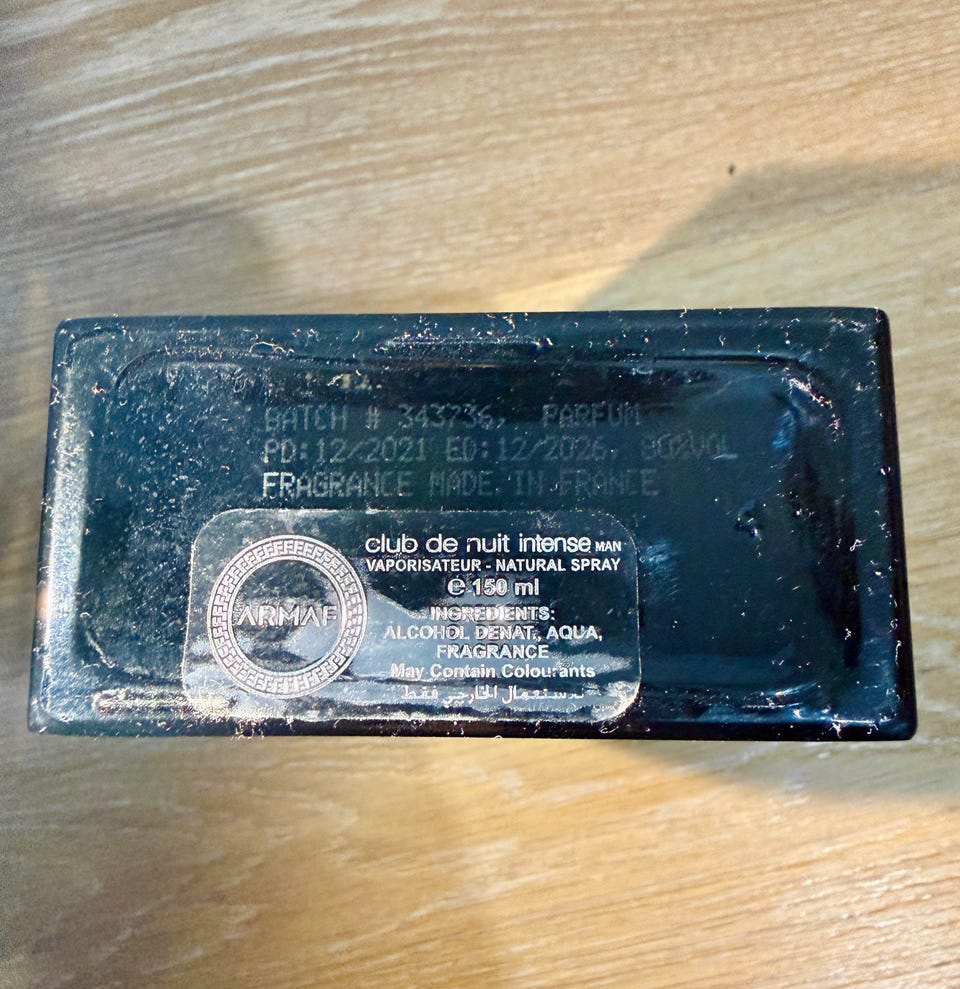 BATCH # 343736, PARFUM
PD:12/2021 ED:12/2026, 80%VOL
FRAGRANCE MADE IN FRANCE
ARMAF
club de nuit intense MAN
VAPORISATEUR - NATURAL SPRAY
℮ 150 ml
INGREDIENTS:
ALCOHOL DENAT., AQUA,
FRAGRANCE
May Contain Colourants
ستعمال الخارجي فقط